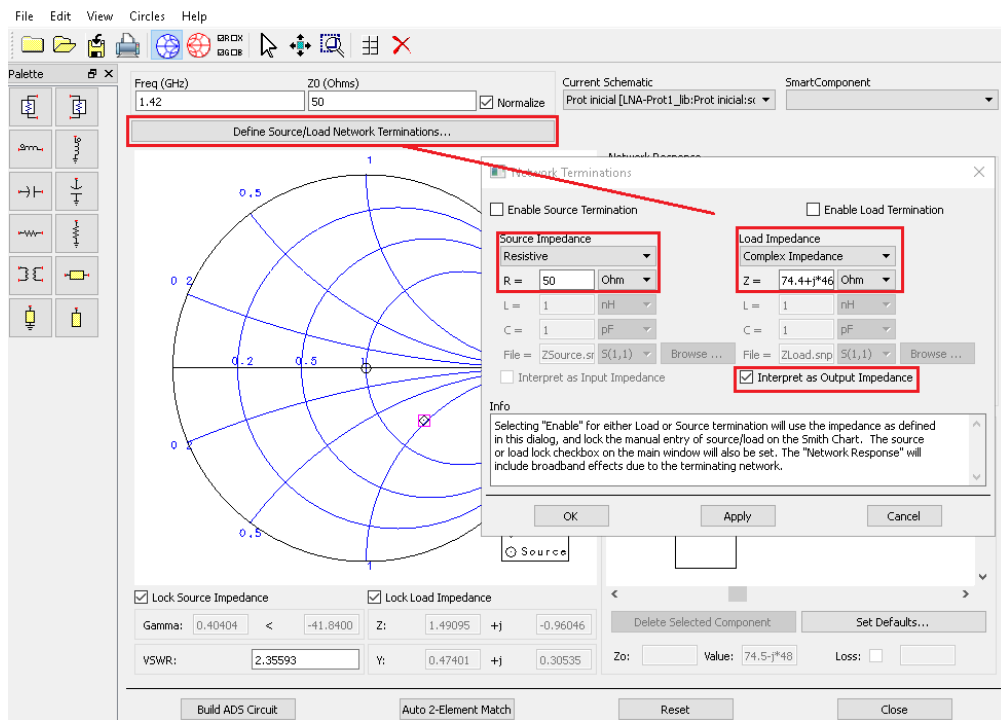 File Edit View Circles Help
Palette
Freq (GHz) Z0 (Ohms) Current Schematic SmartComponent
1.42 50 Normalize Prot inicial [LNA-Prot1_lib:Prot inicial:sc
Define Source/Load Network Terminations...
Network Response
Network Terminations
Enable Source Termination Enable Load Termination
Source Impedance Load Impedance
Resistive Complex Impedance
R = 50 Ohm Z = 74.4+j*46 Ohm
L = 1 nH L = 1 nH
C = 1 pF C = 1 pF
File = ZSource.sr S(1,1) Browse ... File = ZLoad.snp S(1,1) Browse ...
Interpret as Input Impedance Interpret as Output Impedance
Info
Selecting "Enable" for either Load or Source termination will use the impedance as defined
in this dialog, and lock the manual entry of source/load on the Smith Chart. The source
or load lock checkbox on the main window will also be set. The "Network Response" will
include broadband effects due to the terminating network.
OK Apply Cancel
1
0.5
0 2
0.2 0.5 1
0 2
0.5
1
Source
Lock Source Impedance Lock Load Impedance
Gamma: 0.40404 < -41.8400 Z: 1.49095 +j -0.96046
VSWR: 2.35593 Y: 0.47401 +j 0.30535
Delete Selected Component Set Defaults...
Zo: Value: 74.5-j*48 Loss:
Build ADS Circuit Auto 2-Element Match Reset Close